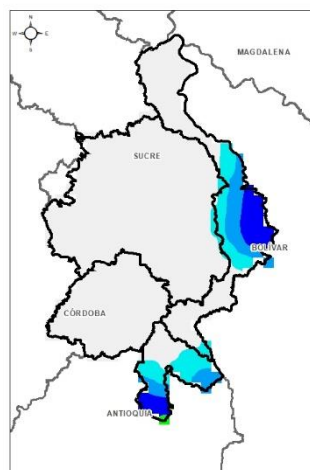 N
W E
S
MAGDALENA
SUCRE
BOLIVAR
CÓRDOBA
ANTIOQUIA